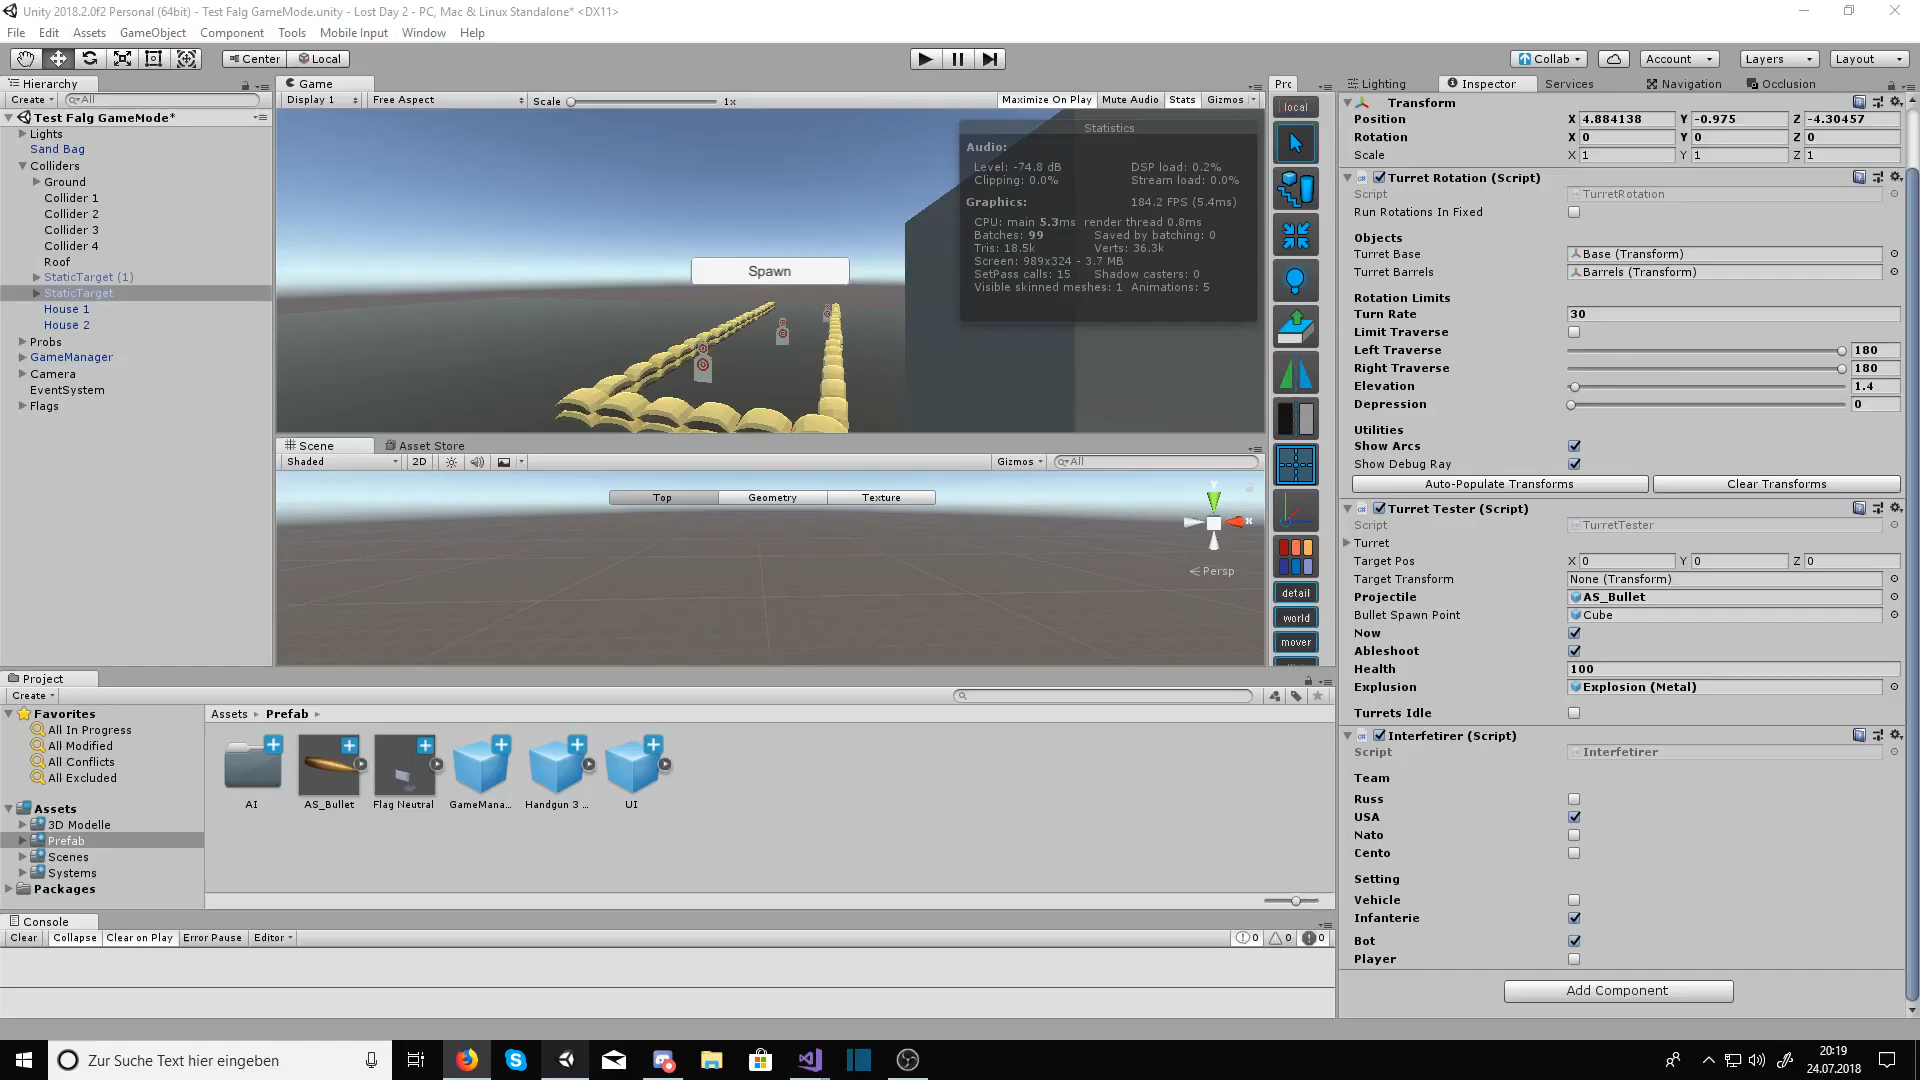 Unity 2018.2.0f2 Personal (64bit) - Test Falg GameMode.unity - Lost Day 2 - PC, Mac & Linux Standalone* <DX11>
File Edit Assets GameObject Component Tools Mobile Input Window Help
Center Local Collab Account Layers Layout
Hierarchy
Create All
Test Falg GameMode*
Lights
Sand Bag
Colliders
Ground
Collider 1
Collider 2
Collider 3
Collider 4
Roof
StaticTarget (1)
StaticTarget
House 1
House 2
Probs
GameManager
Camera
EventSystem
Flags
Game
Display 1 Free Aspect Scale 1x Maximize On Play Mute Audio Stats Gizmos
Spawn
Statistics
Audio:
Level: -74.8 dB DSP load: 0.2%
Clipping: 0.0% Stream load: 0.0%
Graphics: 184.2 FPS (5.4ms)
CPU: main 5.3ms render thread 0.8ms
Batches: 99 Saved by batching: 0
Tris: 18.5k Verts: 36.3k
Screen: 989x324 - 3.7 MB
SetPass calls: 15 Shadow casters: 0
Visible skinned meshes: 1 Animations: 5
Scene Asset Store
Shaded 2D Gizmos All
Top Geometry Texture
y
x
Persp
Prc
local
detail
world
mover
Lighting Inspector Services Navigation Occlusion
Transform
Position X 4.884138 Y -0.975 Z -4.30457
Rotation X 0 Y 0 Z 0
Scale X 1 Y 1 Z 1
Turret Rotation (Script)
Script TurretRotation
Run Rotations In Fixed
Objects
Turret Base Base (Transform)
Turret Barrels Barrels (Transform)
Rotation Limits
Turn Rate 30
Limit Traverse
Left Traverse 180
Right Traverse 180
Elevation 1.4
Depression 0
Utilities
Show Arcs
Show Debug Ray
Auto-Populate Transforms Clear Transforms
Turret Tester (Script)
Script TurretTester
Turret
Target Pos X 0 Y 0 Z 0
Target Transform None (Transform)
Projectile AS_Bullet
Bullet Spawn Point Cube
Now
Ableshoot
Health 100
Explusion Explosion (Metal)
Turrets Idle
Interfetirer (Script)
Script Interfetirer
Team
Russ
USA
Nato
Cento
Setting
Vehicle
Infanterie
Bot
Player
Add Component
Project
Create
Favorites
All In Progress
All Modified
All Conflicts
All Excluded
Assets
3D Modelle
Prefab
Scenes
Systems
Packages
Assets Prefab
AI AS_Bullet Flag Neutral GameMana... Handgun 3 ... UI
Console
Clear Collapse Clear on Play Error Pause Editor 0 0 0
Zur Suche Text hier eingeben
20:19
24.07.2018